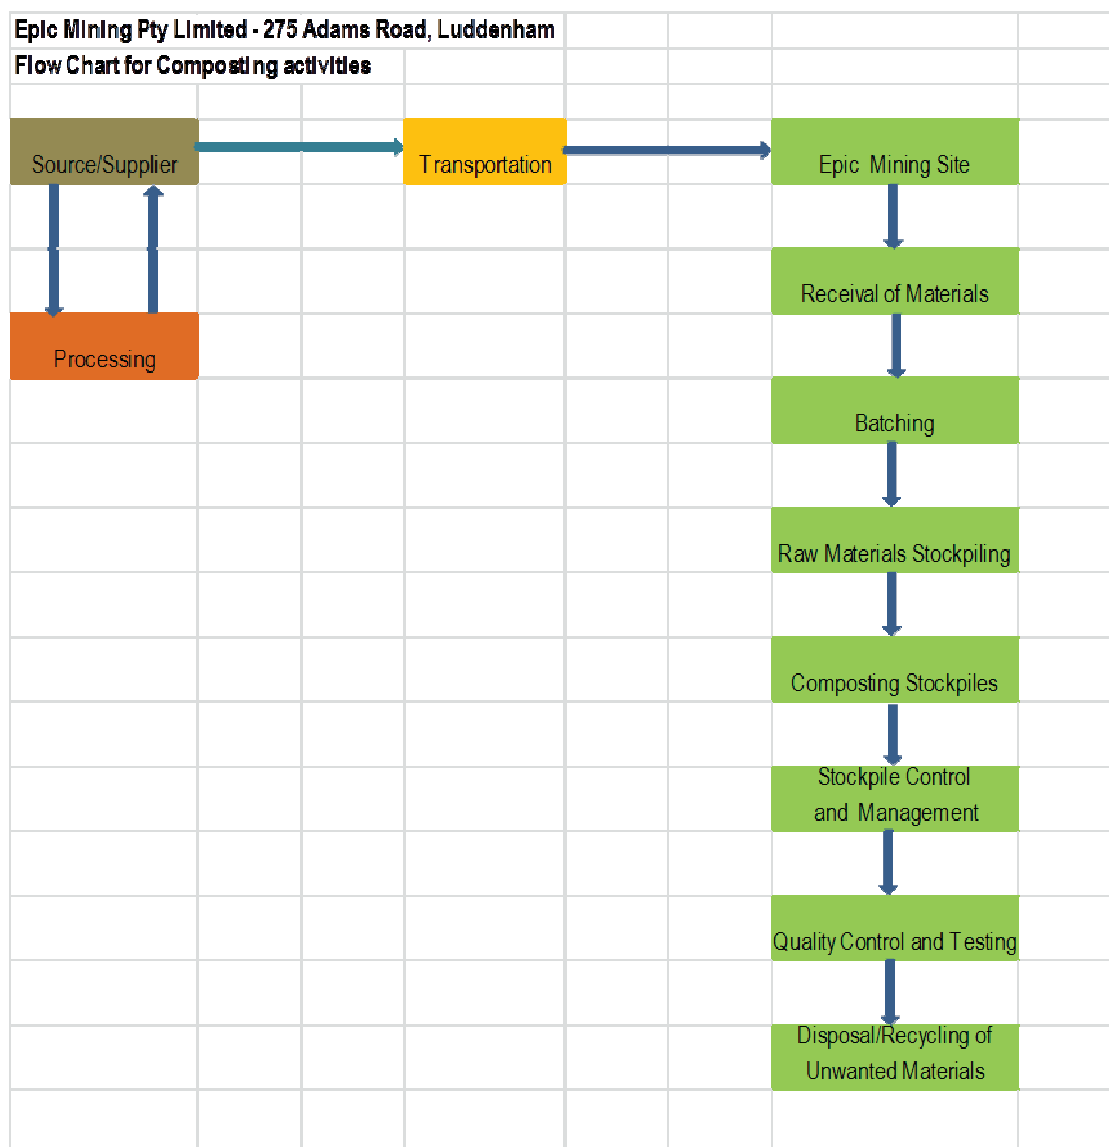 Epic Mining Pty Limited - 275 Adams Road, Luddenham
Flow Chart for Composting activities
Source/Supplier
Transportation
Epic Mining Site
Receival of Materials
Processing
Batching
Raw Materials Stockpiling
Composting Stockpiles
Stockpile Control
and Management
Quality Control and Testing
Disposal/Recycling of
Unwanted Materials